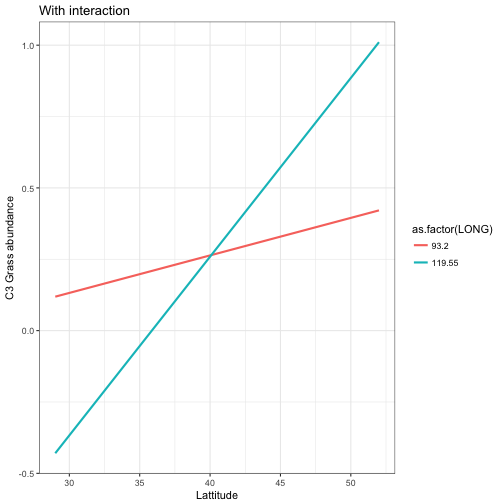 With interaction
C3 Grass abundance
1.0
0.5
0.0
-0.5
30 35 40 45 50
Lattitude
as.factor(LONG)
93.2
119.55